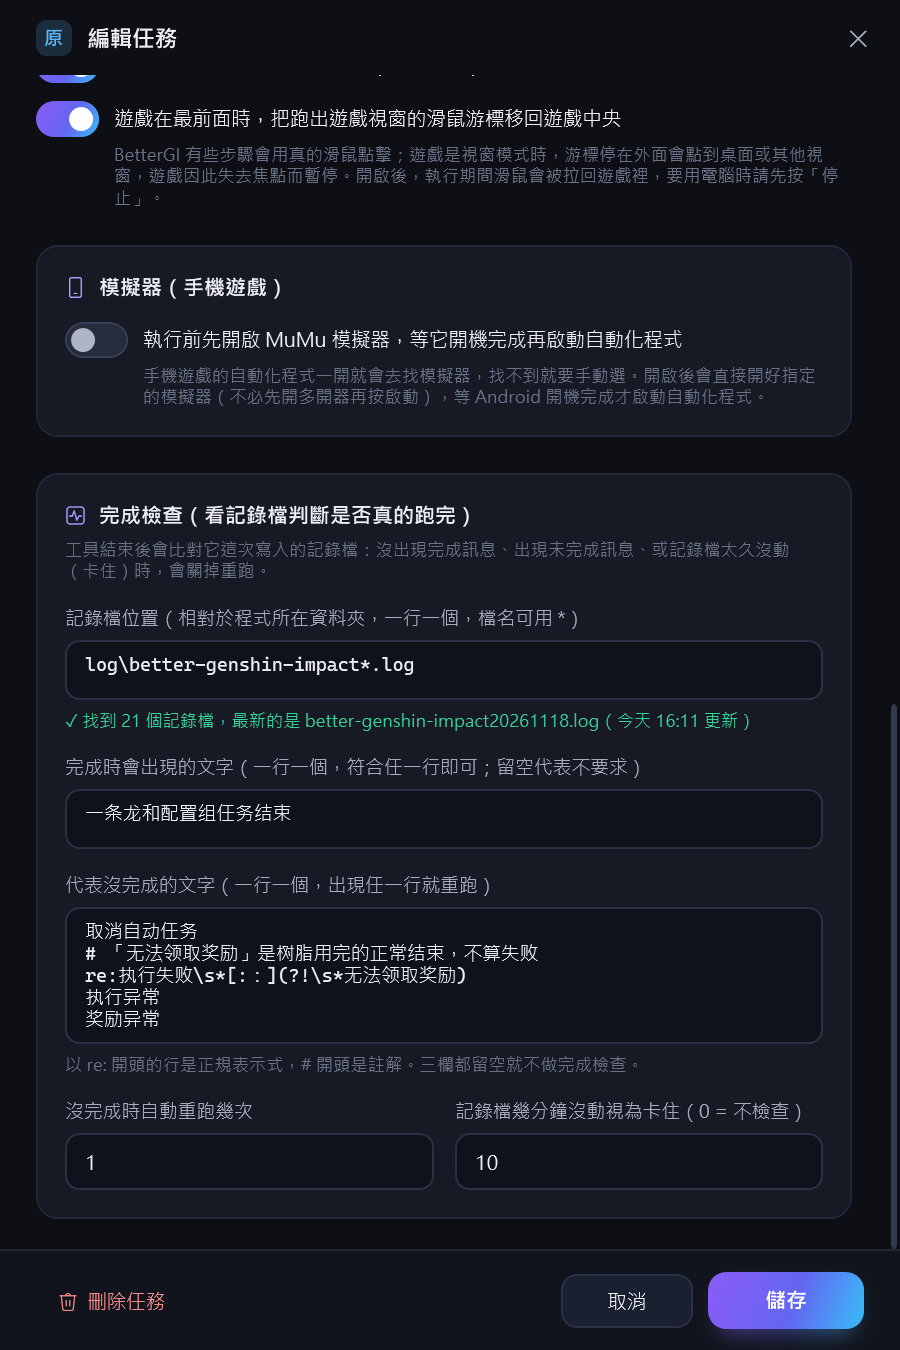 原 編輯任務
遊戲在最前面時，把跑出遊戲視窗的滑鼠游標移回遊戲中央
BetterGI 有些步驟會用真的滑鼠點擊；遊戲是視窗模式時，游標停在外面會點到桌面或其他視
窗，遊戲因此失去焦點而暫停。開啟後，執行期間滑鼠會被拉回遊戲裡，要用電腦時請先按「停
止」。
模擬器（手機遊戲）
執行前先開啟 MuMu 模擬器，等它開機完成再啟動自動化程式
手機遊戲的自動化程式一開就會去找模擬器，找不到就要手動選。開啟後會直接開好指定
的模擬器（不必先開多開器再按啟動），等 Android 開機完成才啟動自動化程式。
完成檢查（看記錄檔判斷是否真的跑完）
工具結束後會比對它這次寫入的記錄檔：沒出現完成訊息、出現未完成訊息、或記錄檔太久沒動
（卡住）時，會關掉重跑。
記錄檔位置（相對於程式所在資料夾，一行一個，檔名可用 *）
log\better-genshin-impact*.log
✓ 找到 21 個記錄檔，最新的是 better-genshin-impact20261118.log（今天 16:11 更新）
完成時會出現的文字（一行一個，符合任一行即可；留空代表不要求）
一条龙和配置组任务结束
代表沒完成的文字（一行一個，出現任一行就重跑）
取消自动任务
# 「无法领取奖励」是树脂用完的正常结束，不算失败
re:执行失败\s*[:：](?!\s*无法领取奖励)
执行异常
奖励异常
以 re: 開頭的行是正規表示式，# 開頭是註解。三欄都留空就不做完成檢查。
沒完成時自動重跑幾次
記錄檔幾分鐘沒動視為卡住（0 = 不檢查）
1
10
刪除任務
取消
儲存